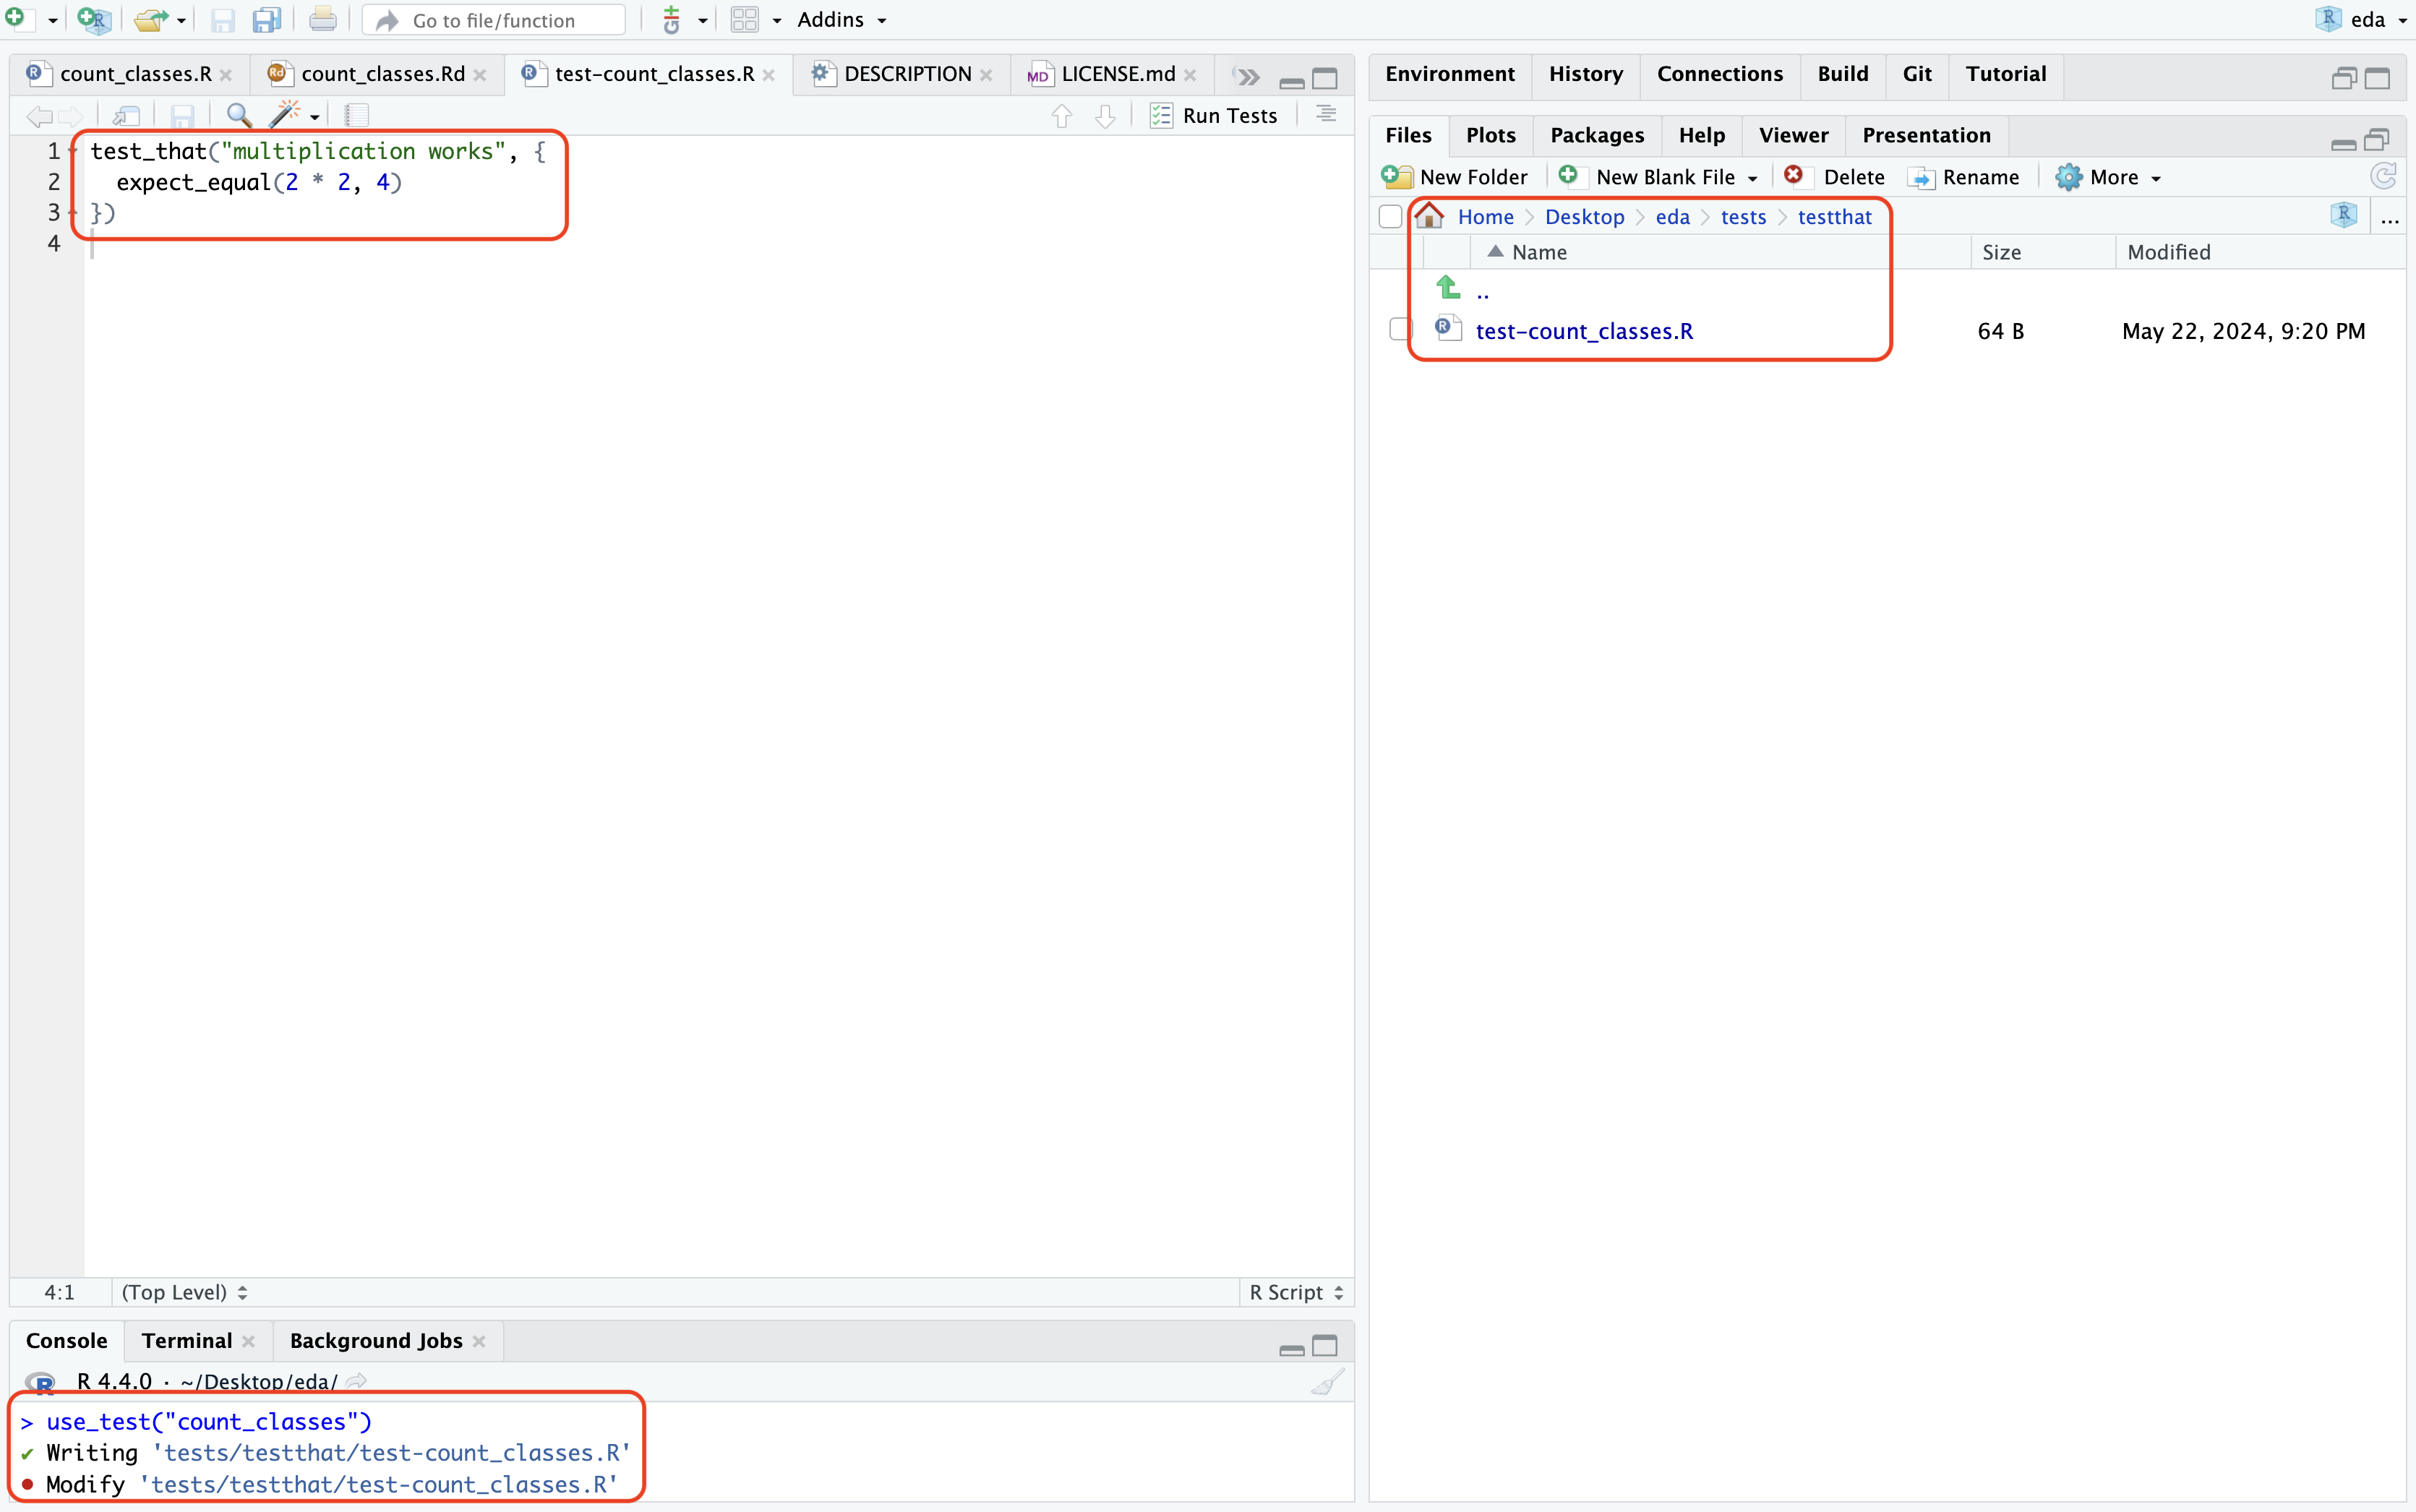 Go to file/function
Addins
eda
count_classes.R
count_classes.Rd
test-count_classes.R
DESCRIPTION
MD LICENSE.md
Run Tests
1 test_that("multiplication works", {
2 expect_equal(2 * 2, 4)
3 })
4
4:1 (Top Level) R Script
Console Terminal Background Jobs
R 4.4.0 · ~/Desktop/eda/
> use_test("count_classes")
✔ Writing 'tests/testthat/test-count_classes.R'
• Modify 'tests/testthat/test-count_classes.R'
Environment History Connections Build Git Tutorial
Files Plots Packages Help Viewer Presentation
New Folder New Blank File Delete Rename More
Home Desktop eda tests testthat ...
Name Size Modified
..
test-count_classes.R 64 B May 22, 2024, 9:20 PM